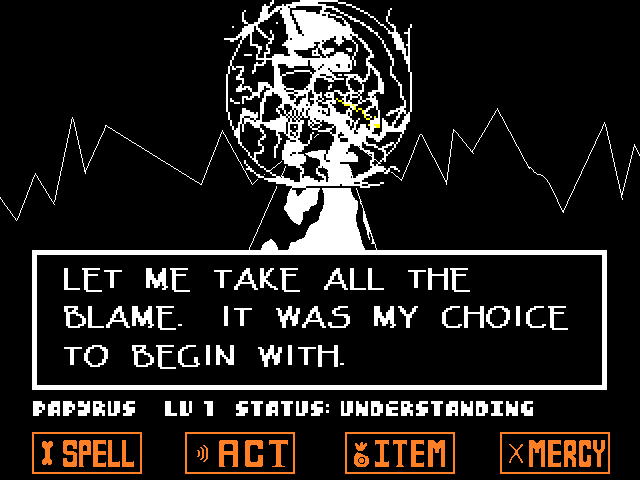 LET ME TAKE ALL THE
BLAME. IT WAS MY CHOICE
TO BEGIN WITH.
PAPYRUS LV 1 STATUS: UNDERSTANDING
SPELL ACT ITEM MERCY